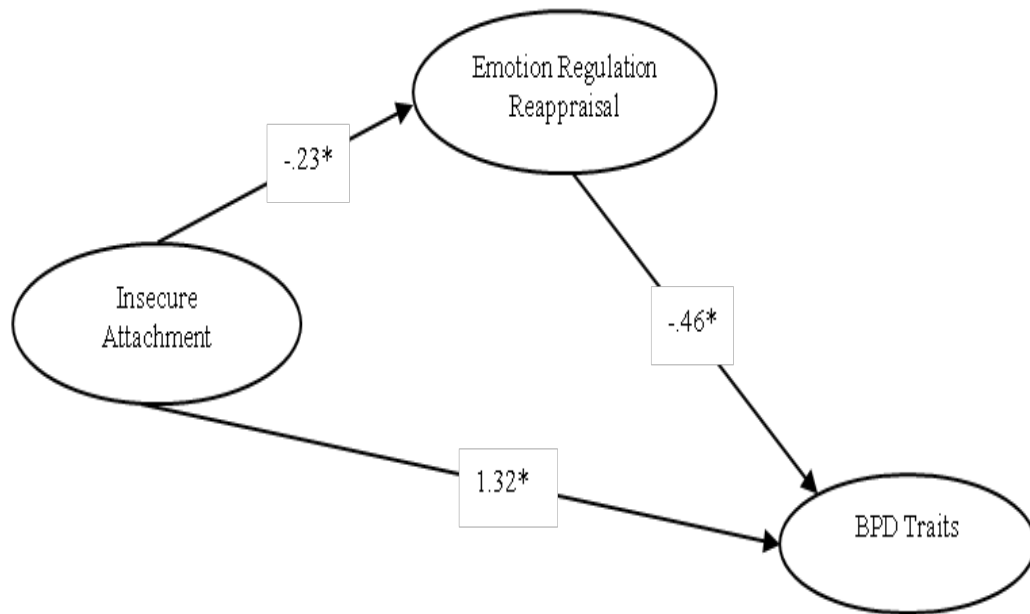 Emotion Regulation
Reappraisal
-.23*
Insecure
Attachment
-.46*
1.32*
BPD Traits